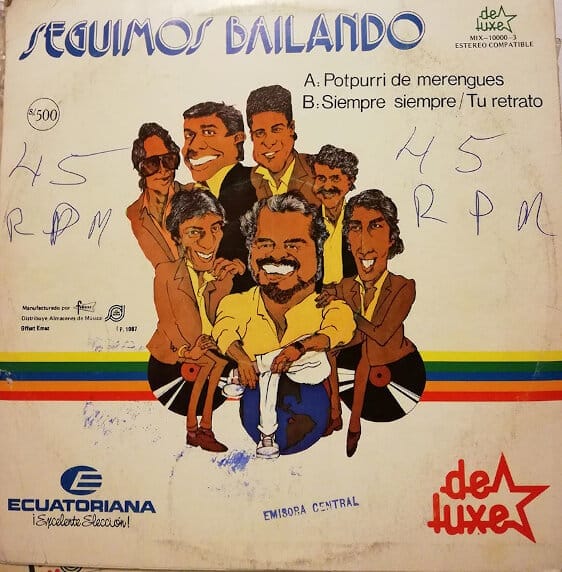 SEGUIMOS BAILANDO
de luxe
MIX-10000-3
ESTEREO COMPATIBLE
A: Potpurri de merengues
B: Siempre siempre/Tu retrato
S/500
45
RPM
45
RPM
Manufacturado por
Distribuye Almacenes de Música
Offset Emez
(P. 1987
ECUATORIANA
¡Excelente Elección!
EMISORA CENTRAL
de luxe